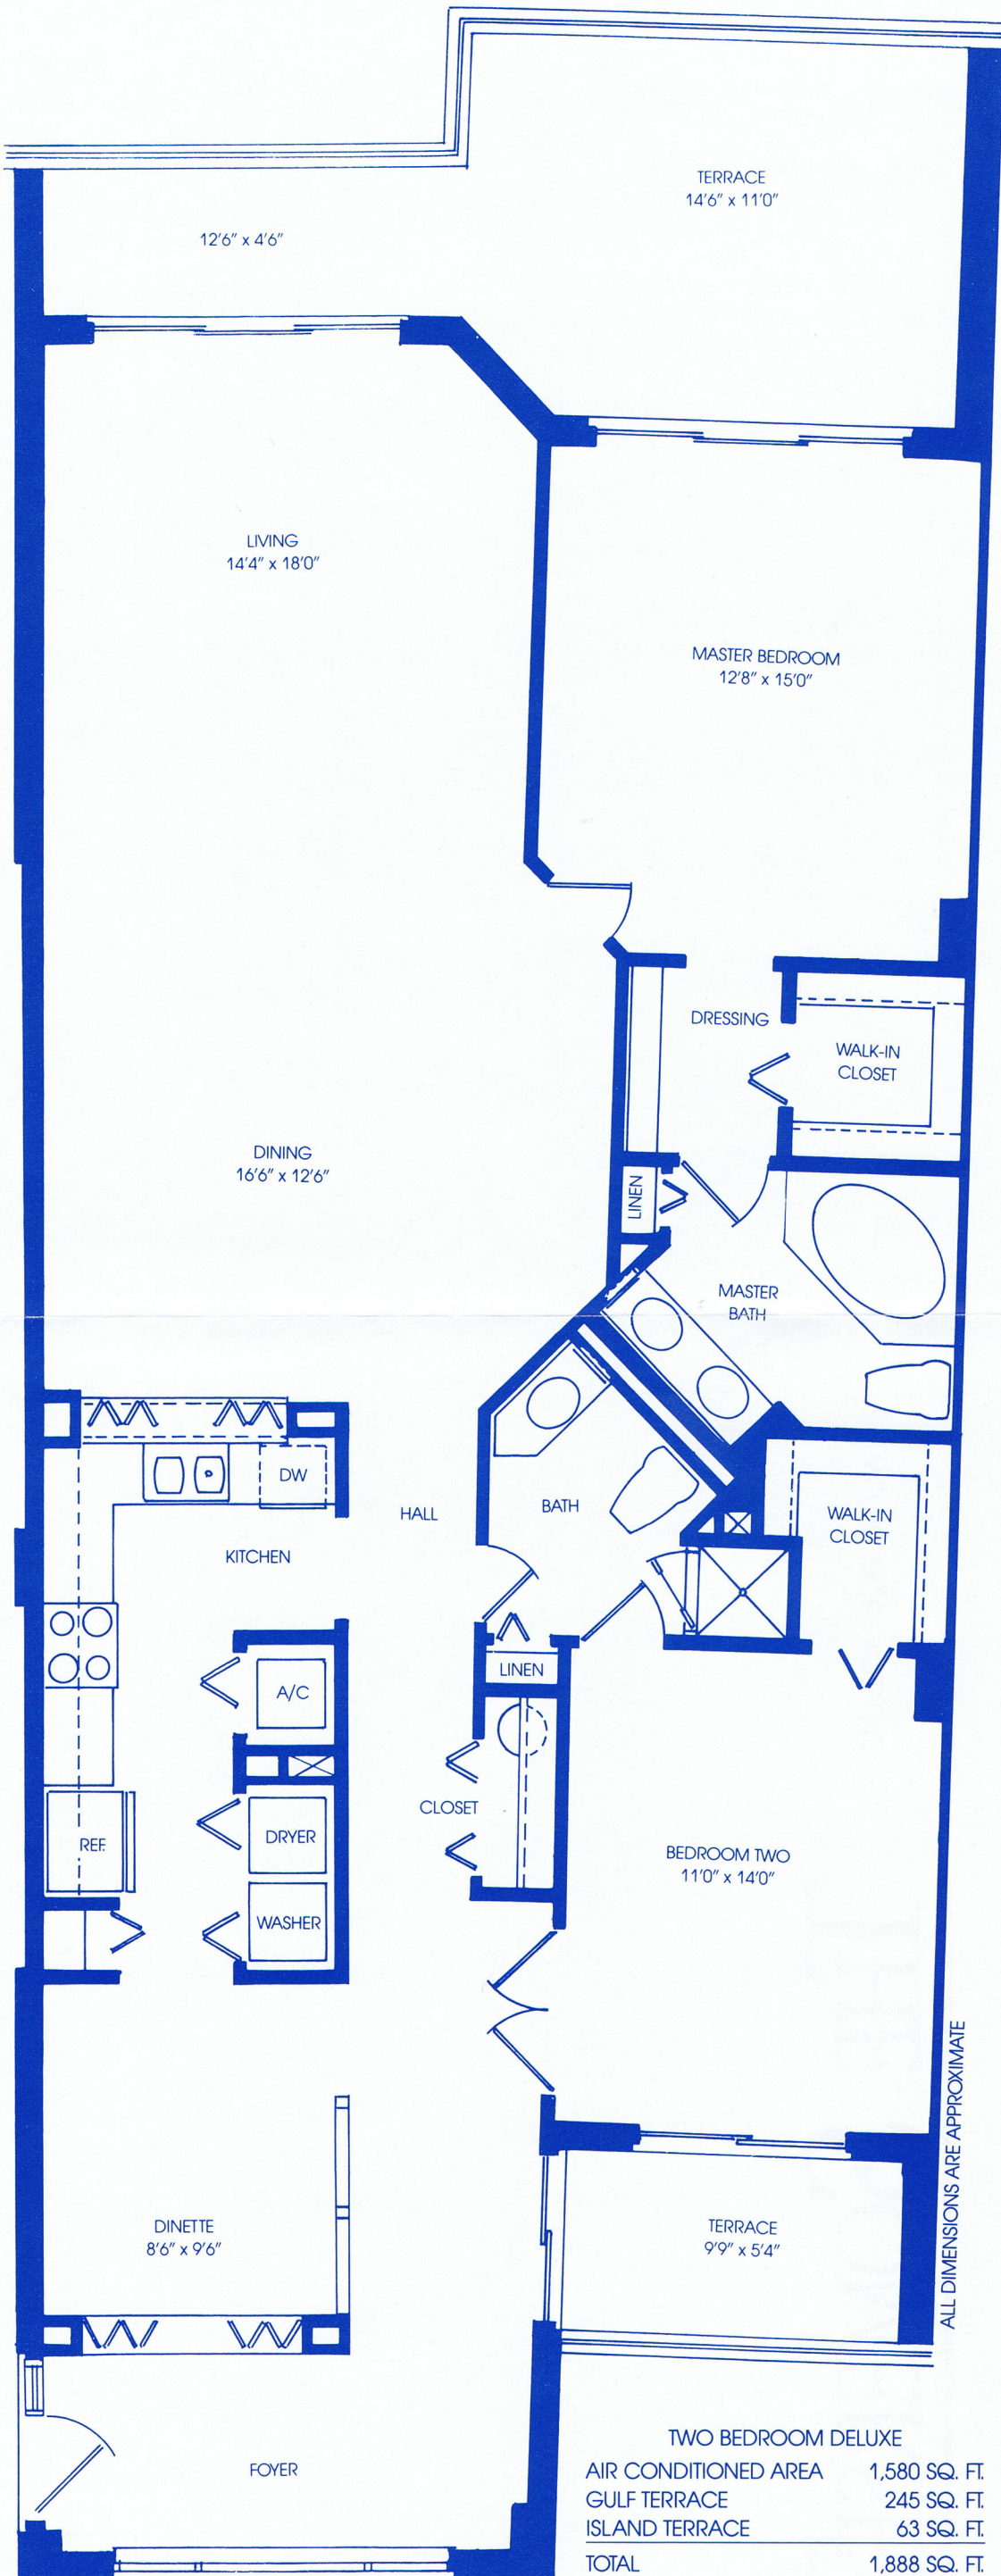 TERRACE
14'6" x 11'0"
12'6" x 4'6"
LIVING
14'4" x 18'0"
MASTER BEDROOM
12'8" x 15'0"
DRESSING
WALK-IN
CLOSET
DINING
16'6" x 12'6"
LINEN
MASTER
BATH
DW
HALL
BATH
WALK-IN
CLOSET
KITCHEN
LINEN
A/C
CLOSET
DRYER
REF.
BEDROOM TWO
11'0" x 14'0"
WASHER
ALL DIMENSIONS ARE APPROXIMATE
DINETTE
8'6" x 9'6"
TERRACE
9'9" x 5'4"
FOYER
TWO BEDROOM DELUXE
AIR CONDITIONED AREA 1,580 SQ. FT.
GULF TERRACE 245 SQ. FT.
ISLAND TERRACE 63 SQ. FT.
TOTAL 1,888 SQ. FT.